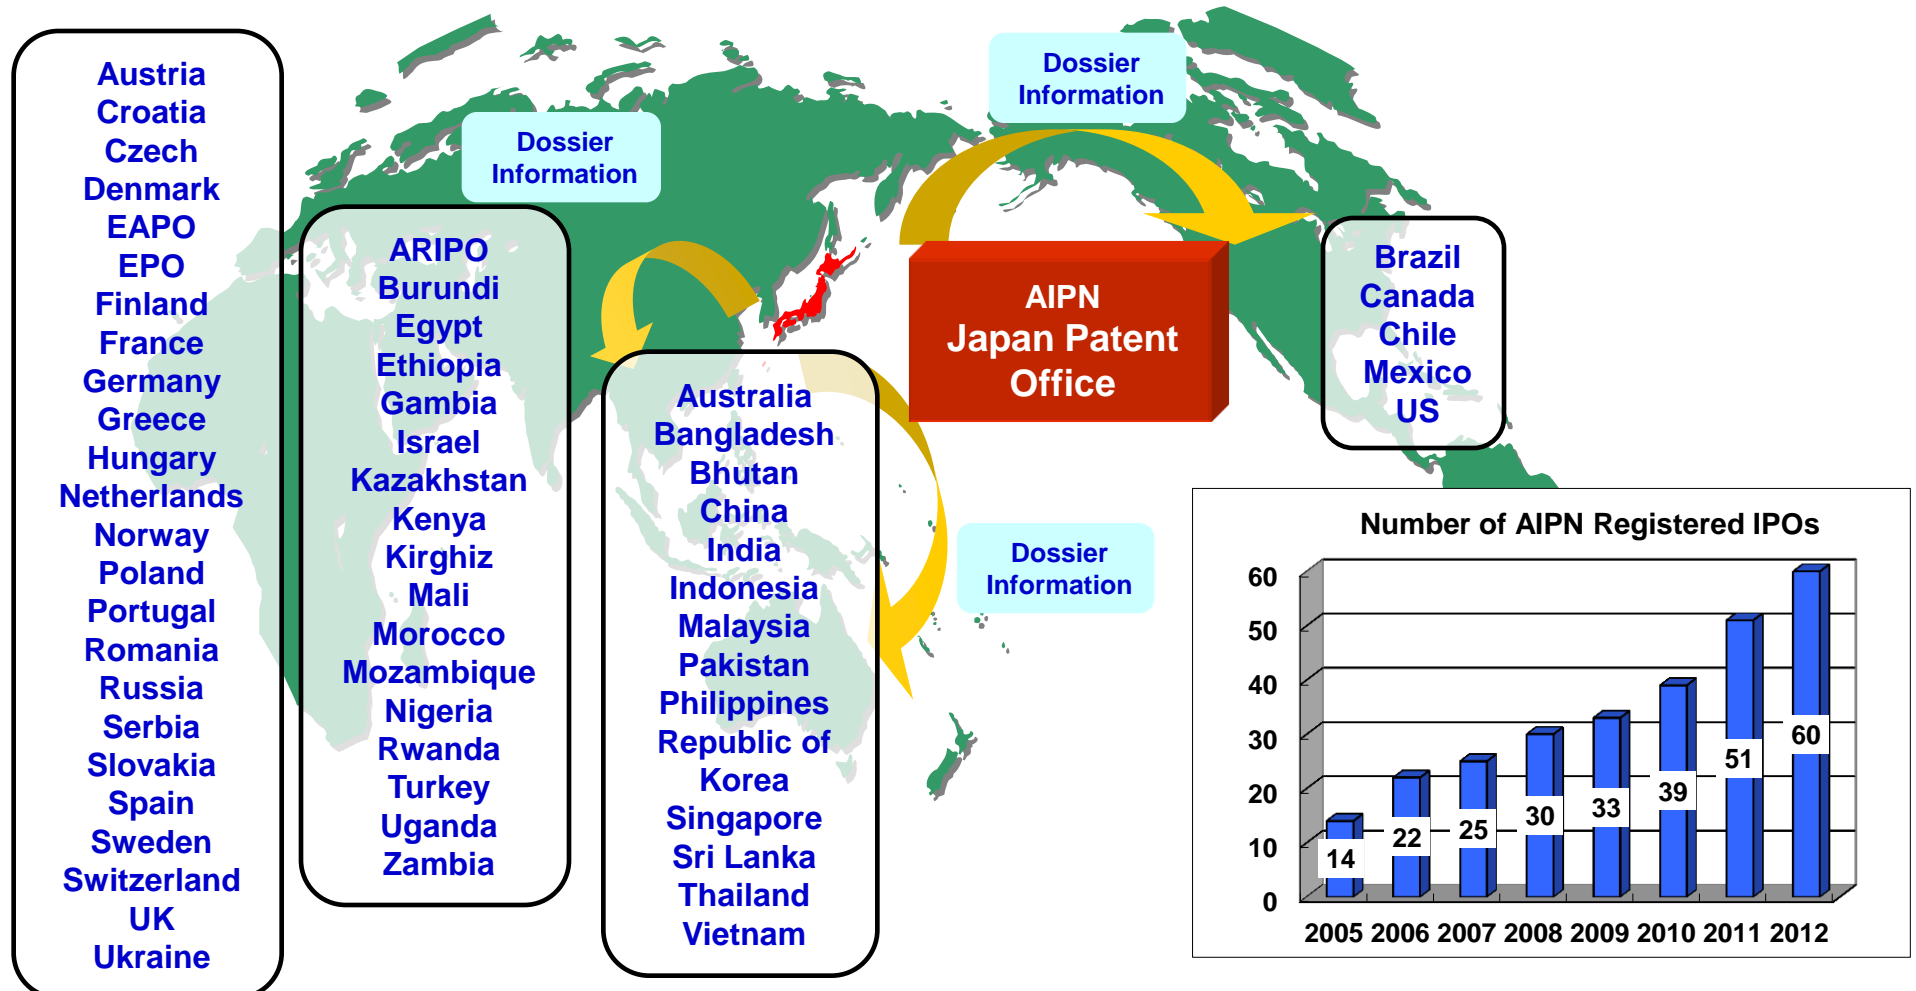 Austria
Croatia
Czech
Denmark
EAPO
EPO
Finland
France
Germany
Greece
Hungary
Netherlands
Norway
Poland
Portugal
Romania
Russia
Serbia
Slovakia
Spain
Sweden
Switzerland
UK
Ukraine
Dossier
Information
ARIPO
Burundi
Egypt
Ethiopia
Gambia
Israel
Kazakhstan
Kenya
Kirghiz
Mali
Morocco
Mozambique
Nigeria
Rwanda
Turkey
Uganda
Zambia
Australia
Bangladesh
Bhutan
China
India
Indonesia
Malaysia
Pakistan
Philippines
Republic of
Korea
Singapore
Sri Lanka
Thailand
Vietnam
Dossier
Information
AIPN
Japan Patent
Office
Brazil
Canada
Chile
Mexico
US
Dossier
Information
Number of AIPN Registered IPOs
60
50
40
30
20
10
0
14
22
25
30
33
39
51
60
2005 2006 2007 2008 2009 2010 2011 2012